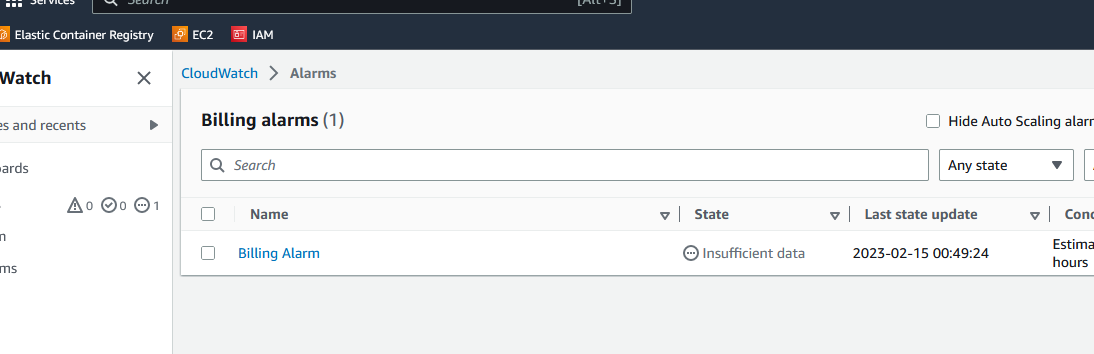 Services Search [Alt+S]
Elastic Container Registry EC2 IAM
Watch
CloudWatch Alarms
es and recents
Billing alarms (1)
Hide Auto Scaling alar
Search
Any state
oards
0 0 1
Name State Last state update Con
m
Billing Alarm Insufficient data 2023-02-15 00:49:24 Estima
hours
ms